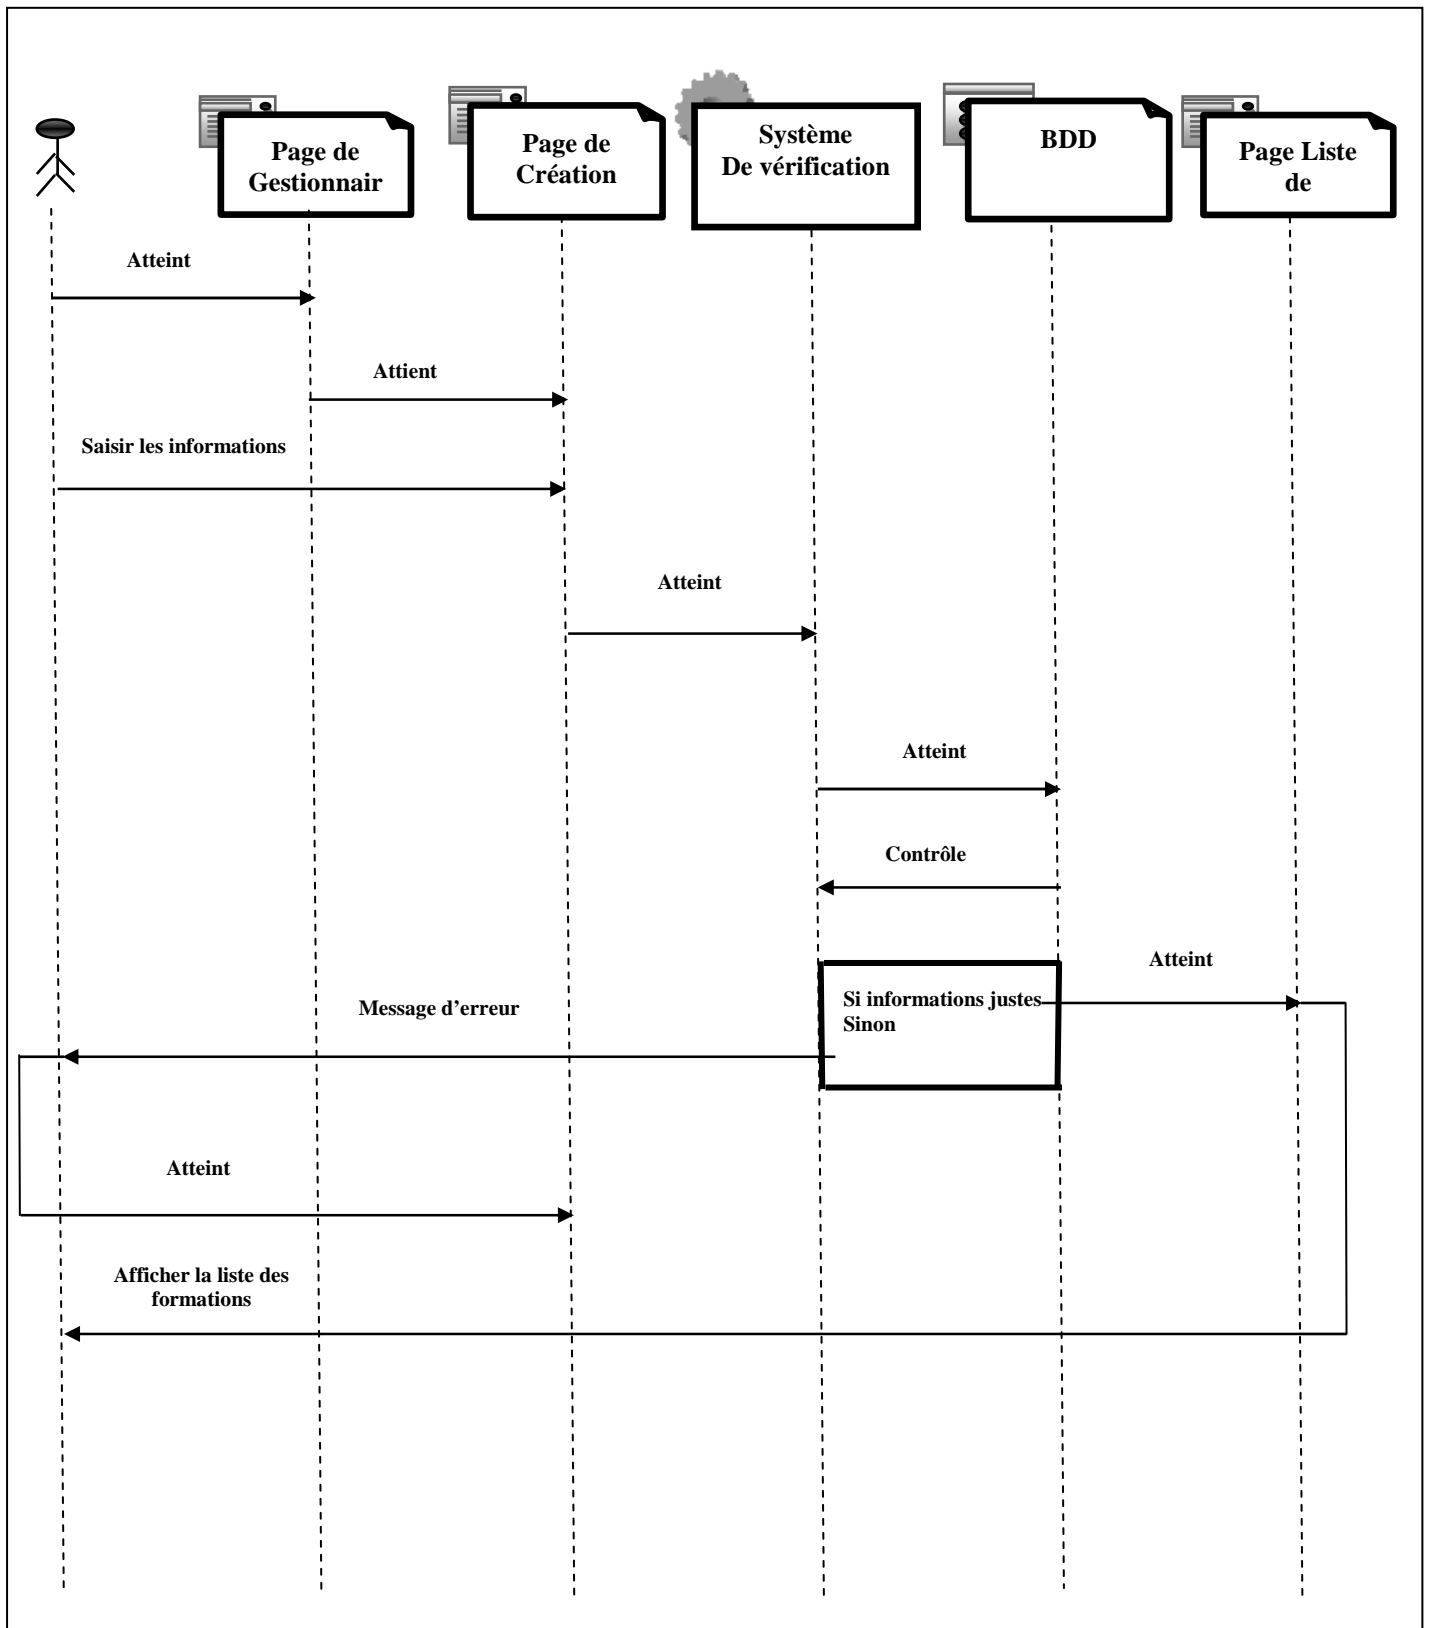 Page de
Gestionnair
Page de
Création
Système
De vérification
BDD
Page Liste
de
Atteint
Attient
Saisir les informations
Atteint
Atteint
Contrôle
Atteint
Si informations justes
Sinon
Message d’erreur
Atteint
Afficher la liste des
formations